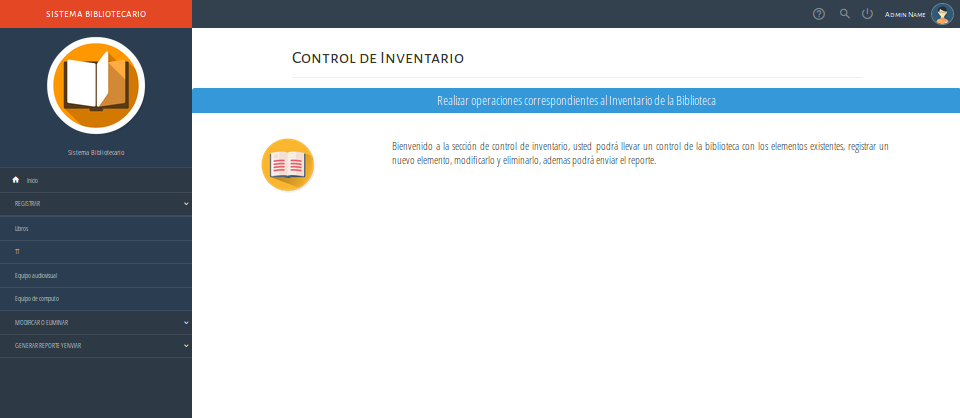 SISTEMA BIBLIOTECARIO
Admin Name
Control de Inventario
Realizar operaciones correspondientes al Inventario de la Biblioteca
Sistema Bibliotecario
Bienvenido a la sección de control de inventario, usted podrá llevar un control de la biblioteca con los elementos existentes, registrar un
nuevo elemento, modificarlo y eliminarlo, ademas podrá enviar el reporte.
Inicio
REGISTRAR
Libros
TT
Equipo audiovisual
Equipo de computo
MODIFICAR O ELIMINAR
GENERAR REPORTE Y ENVIAR